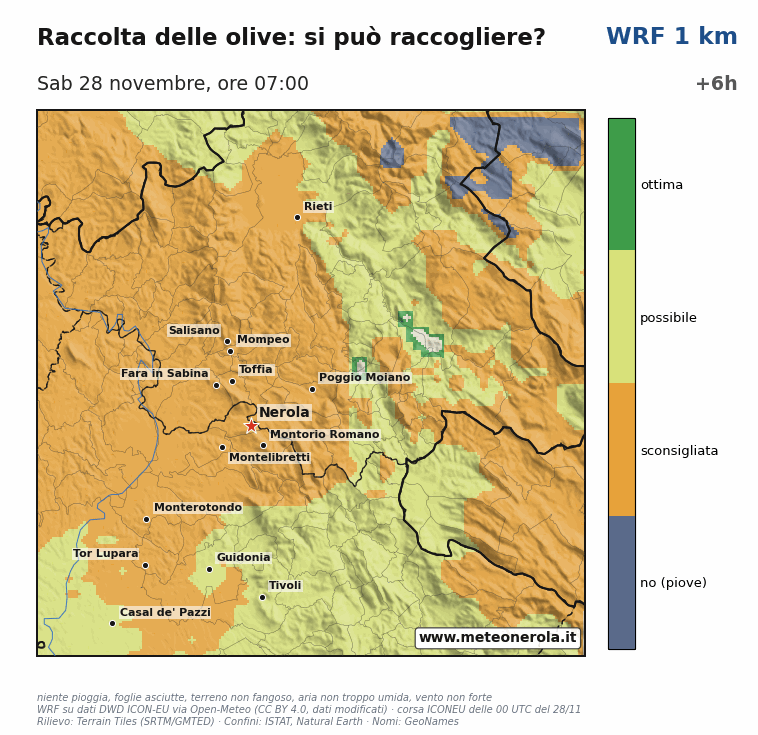 Raccolta delle olive: si può raccogliere?
WRF 1 km
Sab 28 novembre, ore 07:00
+6h
Rieti
Salisano
Mompeo
Fara in Sabina
Toffia
Poggio Moiano
Nerola
Montorio Romano
Montelibretti
Monterotondo
Tor Lupara
Guidonia
Tivoli
Casal de' Pazzi
www.meteonerola.it
ottima
possibile
sconsigliata
no (piove)
niente pioggia, foglie asciutte, terreno non fangoso, aria non troppo umida, vento non forte
WRF su dati DWD ICON-EU via Open-Meteo (CC BY 4.0, dati modificati) · corsa ICONEU delle 00 UTC del 28/11
Rilievo: Terrain Tiles (SRTM/GMTED) · Confini: ISTAT, Natural Earth · Nomi: GeoNames